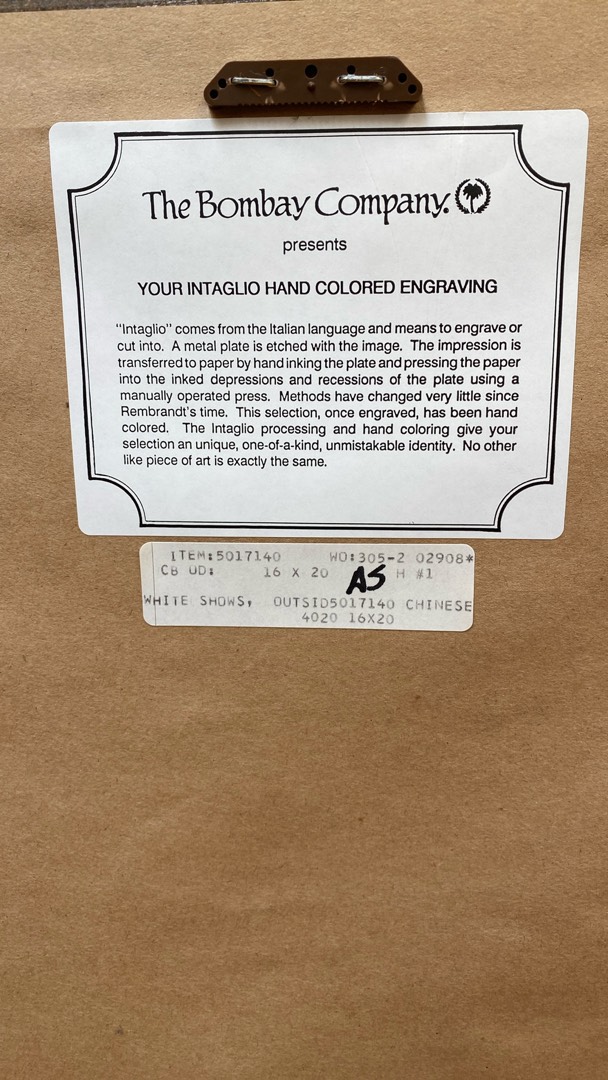 The Bombay Company.
presents
YOUR INTAGLIO HAND COLORED ENGRAVING
"Intaglio" comes from the Italian language and means to engrave or
cut into. A metal plate is etched with the image. The impression is
transferred to paper by hand inking the plate and pressing the paper
into the inked depressions and recessions of the plate using a
manually operated press. Methods have changed very little since
Rembrandt's time. This selection, once engraved, has been hand
colored. The Intaglio processing and hand coloring give your
selection an unique, one-of-a-kind, unmistakable identity. No other
like piece of art is exactly the same.
ITEM:5017140 WO:305-2 02908*
CB UD: 16 X 20 AS H #1
WHITE SHOWS, OUTSID5017140 CHINESE
4020 16X20